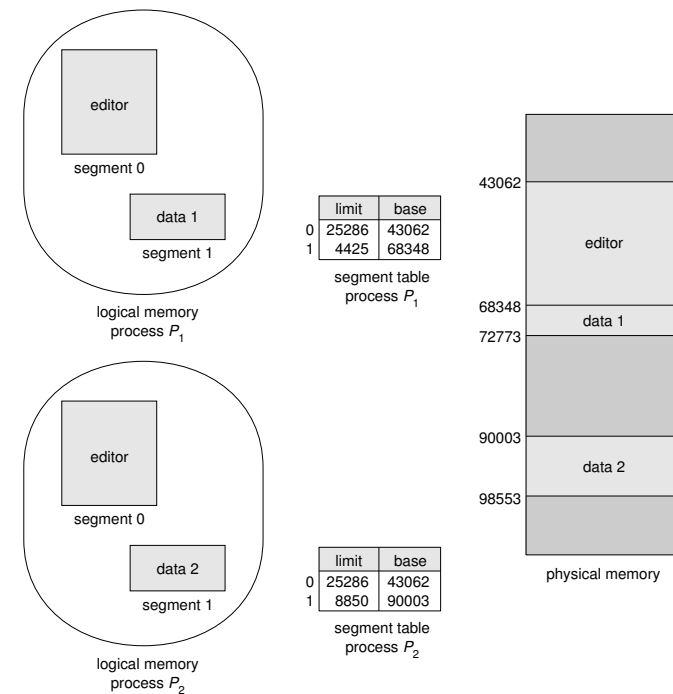 editor
segment 0
data 1
segment 1
logical memory
process P1
limit base
0 25286 43062
1 4425 68348
segment table
process P1
editor
segment 0
data 2
segment 1
logical memory
process P2
limit base
0 25286 43062
1 8850 90003
segment table
process P2
43062
editor
68348
data 1
72773
90003
data 2
98553
physical memory